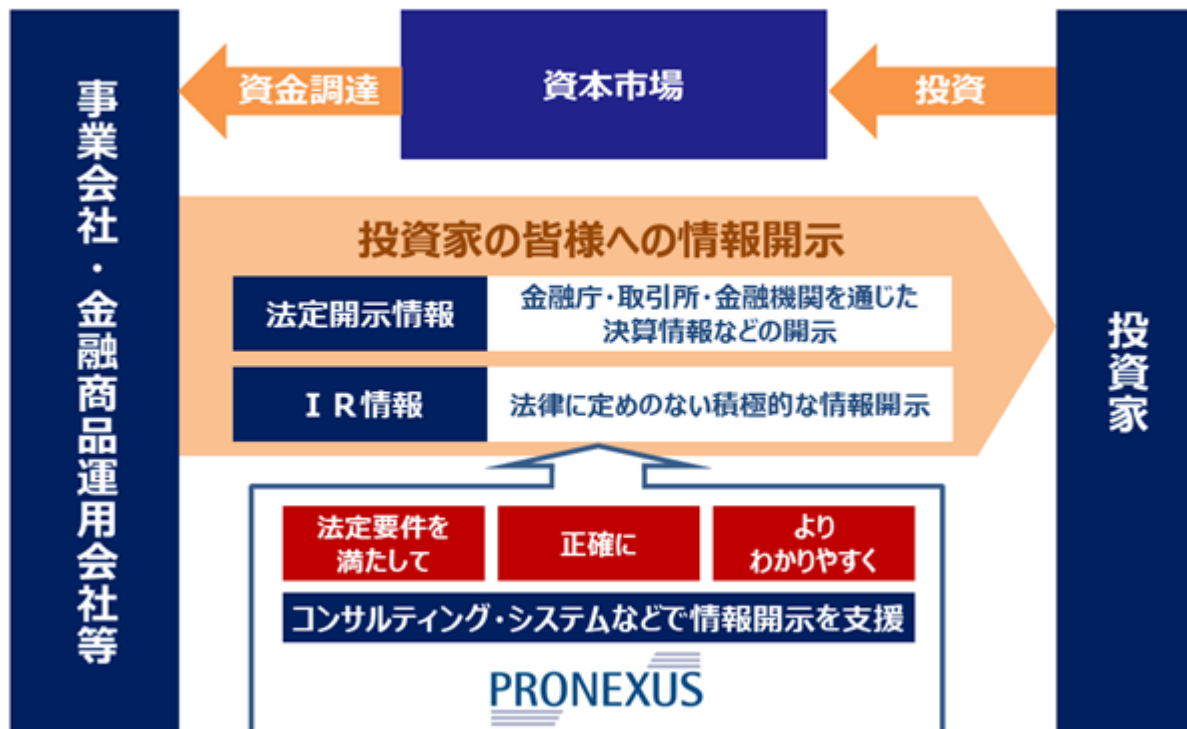 事業会社・金融商品運用会社等
資金調達
資本市場
投資
投資家の皆様への情報開示
法定開示情報
金融庁・取引所・金融機関を通じた
決算情報などの開示
ＩＲ情報
法律に定めのない積極的な情報開示
投資家
法定要件を
満たして
正確に
より
わかりやすく
コンサルティング・システムなどで情報開示を支援
PRONEXUS